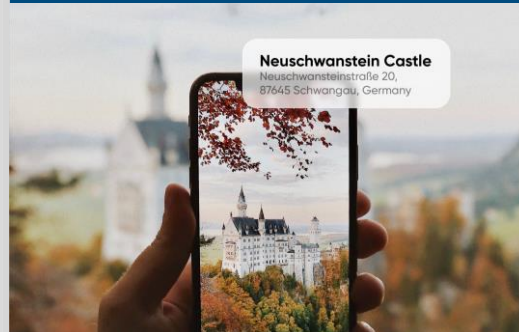 Neuschwanstein Castle
Neuschwansteinstraße 20,
87645 Schwangau, Germany